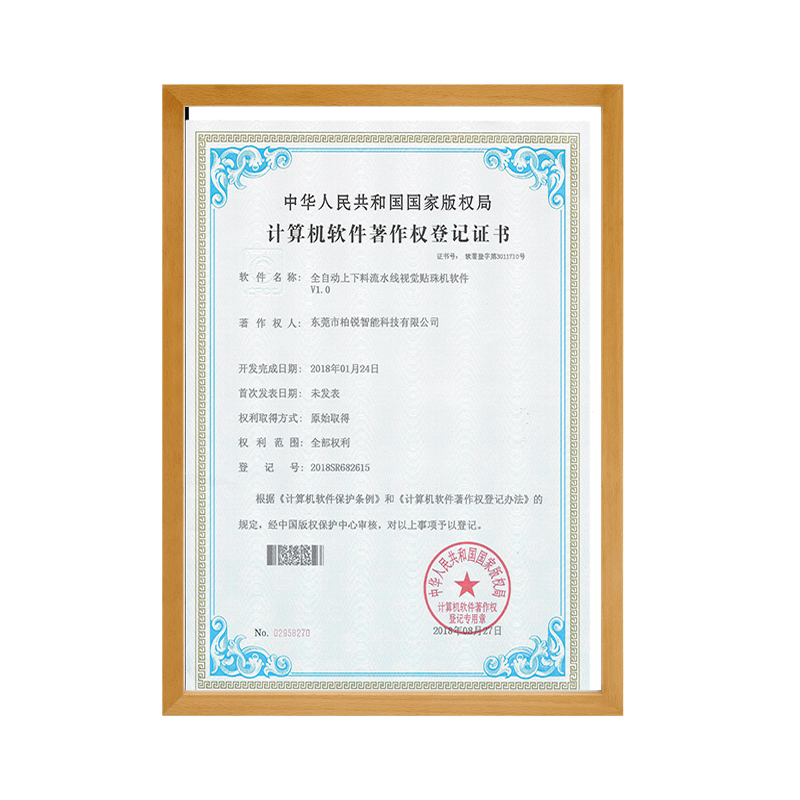 中华人民共和国国家版权局
计算机软件著作权登记证书
证书号： 软著登字第3011710号
软件名称： 全自动上下料流水线视觉贴珠机软件
V1.0
著作权人： 东莞市柏锐智能科技有限公司
开发完成日期： 2018年01月24日
首次发表日期： 未发表
权利取得方式： 原始取得
权利范围： 全部权利
登记号： 2018SR682615
根据《计算机软件保护条例》和《计算机软件著作权登记办法》的
规定，经中国版权保护中心审核，对以上事项予以登记。
中华人民共和国国家版权局
计算机软件著作权
登记专用章
No. 02958270
2018年08月27日